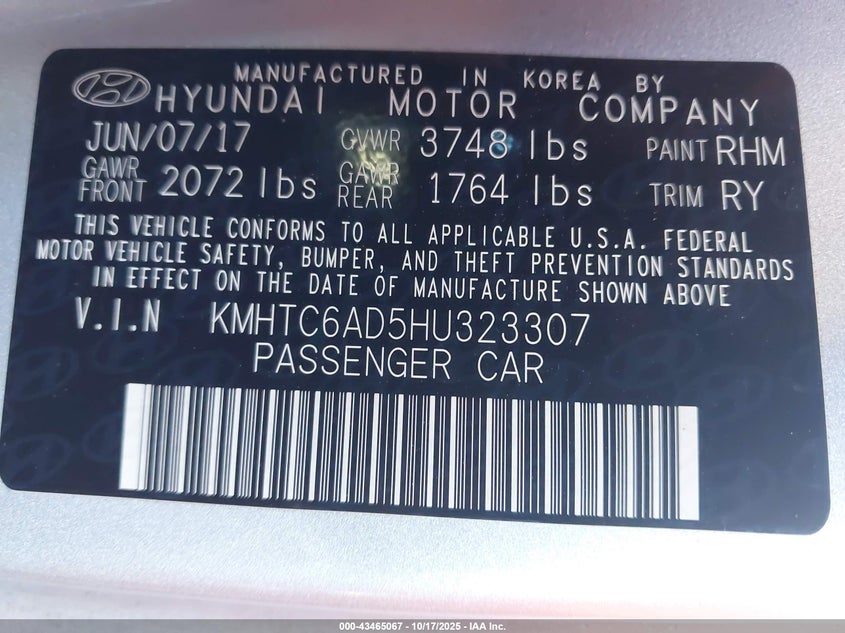 MANUFACTURED IN KOREA BY
HYUNDAI MOTOR COMPANY
JUN/07/17 GVWR 3748 lbs PAINT RHM
GAWR FRONT 2072 lbs GAWR REAR 1764 lbs TRIM RY
THIS VEHICLE CONFORMS TO ALL APPLICABLE U.S.A. FEDERAL
MOTOR VEHICLE SAFETY, BUMPER, AND THEFT PREVENTION STANDARDS
IN EFFECT ON THE DATE OF MANUFACTURE SHOWN ABOVE
V.I.N KMHTC6AD5HU323307
PASSENGER CAR
000-43465067 - 10/17/2025 - IAA Inc.